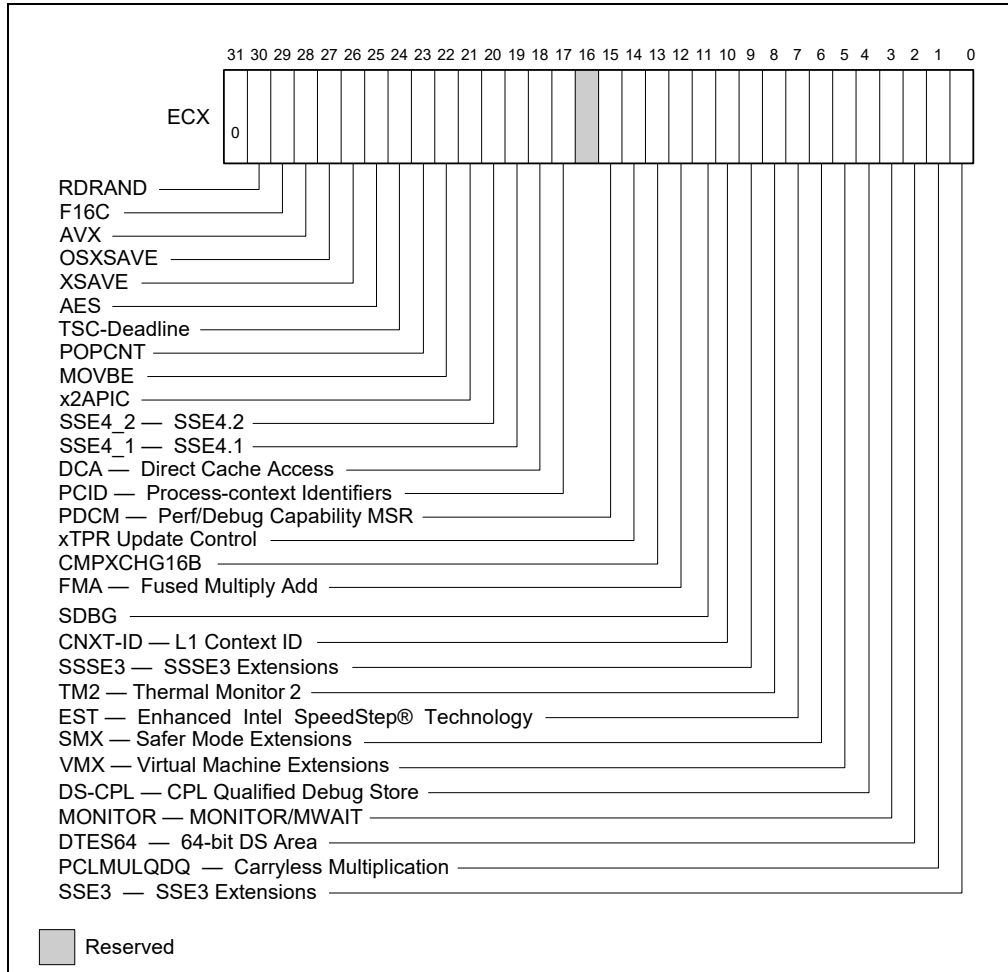 31 30 29 28 27 26 25 24 23 22 21 20 19 18 17 16 15 14 13 12 11 10 9 8 7 6 5 4 3 2 1 0
ECX
0
RDRAND
F16C
AVX
OSXSAVE
XSAVE
AES
TSC-Deadline
POPCNT
MOVBE
x2APIC
SSE4_2 — SSE4.2
SSE4_1 — SSE4.1
DCA — Direct Cache Access
PCID — Process-context Identifiers
PDCM — Perf/Debug Capability MSR
xTPR Update Control
CMPXCHG16B
FMA — Fused Multiply Add
SDBG
CNXT-ID — L1 Context ID
SSSE3 — SSSE3 Extensions
TM2 — Thermal Monitor 2
EST — Enhanced Intel SpeedStep® Technology
SMX — Safer Mode Extensions
VMX — Virtual Machine Extensions
DS-CPL — CPL Qualified Debug Store
MONITOR — MONITOR/MWAIT
DTES64 — 64-bit DS Area
PCLMULQDQ — Carryless Multiplication
SSE3 — SSE3 Extensions
Reserved